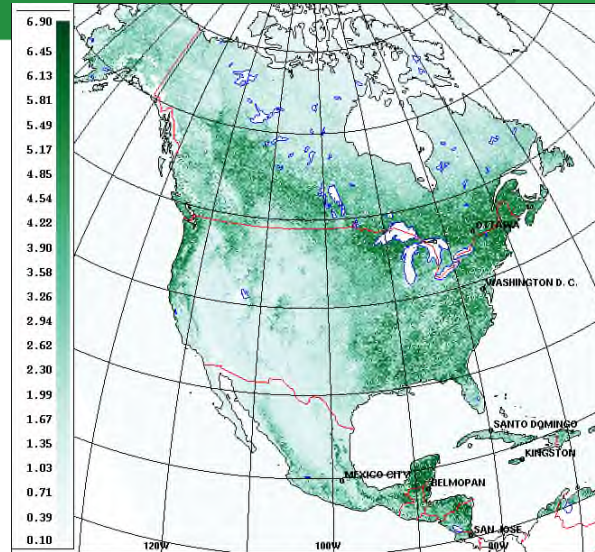 6.90
6.45
6.13
5.81
5.49
5.17
4.85
4.54
4.22
3.90
3.58
3.26
2.94
2.62
2.30
1.99
1.67
1.35
1.03
0.71
0.39
0.10
OTTAWA
WASHINGTON D. C.
SANTO DOMINGO
KINGSTON
MEXICO CITY
BELMOPAN
SAN JOSE
120W
100W
80W